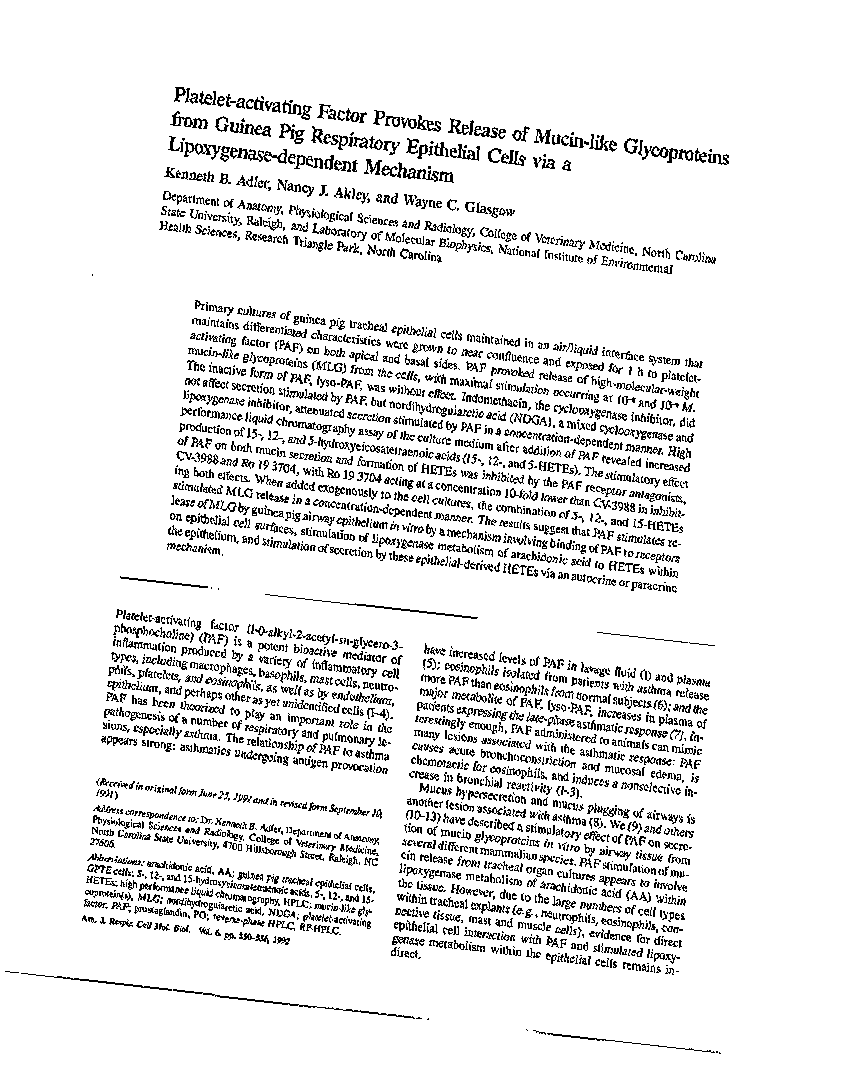 Platelet-activating Factor Provokes Release of Mucin-like Glycoproteins
from Guinea Pig Respiratory Epithelial Cells via a
Lipoxygenase-dependent Mechanism
Kenneth B. Adler, Nancy J. Akley, and Wayne C. Glasgow
Department of Anatomy, Physiological Sciences and Radiology, College of Veterinary Medicine, North Carolina
State University, Raleigh, and Laboratory of Molecular Biophysics, National Institute of Environmental
Health Sciences, Research Triangle Park, North Carolina
Primary cultures of guinea pig tracheal epithelial cells maintained in an air/liquid interface system that
maintains differentiated characteristics were grown to near confluence and exposed for 1 h to platelet-
activating factor (PAF) on both apical and basal sides. PAF provoked release of high-molecular-weight
mucin-like glycoproteins (MLG) from the cells, with maximal stimulation occurring at and M.
The inactive form of PAF, lyso-PAF, was without effect. Indomethacin, the cyclooxygenase inhibitor, did
not affect secretion stimulated by PAF, but nordihydroguaiaretic acid (NDGA), a mixed cyclooxygenase and
lipoxygenase inhibitor, attenuated secretion stimulated by PAF in a concentration-dependent manner. High
performance liquid chromatography assay of the culture medium after addition of PAF revealed increased
production of 15-, 12-, and 5-hydroxyeicosatetraenoic acids (15-, 12-, and 5-HETEs). The stimulatory effect
of PAF on both mucin secretion and formation of HETEs was inhibited by the PAF receptor antagonists,
CV-3988 and Ro 19 3704, with Ro 19 3704 acting at a concentration 10-fold lower than CV-3988 in inhibit-
ing both effects. When added exogenously to the cell cultures, the combination of 5-, 12-, and 15-HETEs
stimulated MLG release in a concentration-dependent manner. The results suggest that PAF stimulates re-
lease of MLG by guinea pig airway epithelium in vitro by a mechanism involving binding of PAF to receptors
on epithelial cell surfaces, stimulation of lipoxygenase metabolism of arachidonic acid to HETEs within
the epithelium, and stimulation of secretion by these epithelial-derived HETEs via an autocrine or paracrine
mechanism.
Platelet-activating factor (1-0-alkyl-2-acetyl-sn-glycero-3-
phosphocholine) (PAF) is a potent bioactive mediator of
inflammation produced by a variety of inflammatory cell
types, including macrophages, basophils, mast cells, neutro-
phils, platelets, and eosinophils, as well as by endothelium,
epithelium, and perhaps other as yet unidentified cells (1-4).
PAF has been theorized to play an important role in the
pathogenesis of a number of respiratory and pulmonary le-
sions, especially asthma. The relationship of PAF to asthma
appears strong: asthmatics undergoing antigen provocation
(Received in original form June 25, 1991 and in revised form September 10,
1991)
Address correspondence to: Dr. Kenneth B. Adler, Department of Anatomy,
Physiological Sciences and Radiology, College of Veterinary Medicine,
North Carolina State University, 4700 Hillsborough Street, Raleigh, NC
27606.
Abbreviations: arachidonic acid, AA; guinea pig tracheal epithelial cells,
GPTE cells; 5-, 12-, and 15-hydroxyeicosatetraenoic acids, 5-, 12-, and 15-
HETEs; high performance liquid chromatography, HPLC; mucin-like gly-
coprotein(s), MLG; nordihydroguaiaretic acid, NDGA; platelet-activating
factor, PAF; prostaglandin, PG; reverse-phase HPLC, RP-HPLC.
Am. J. Respir. Cell Mol. Biol. Vol. 6. pp. 550-556, 1992
have increased levels of PAF in lavage fluid (1) and plasma
(5); eosinophils isolated from patients with asthma release
more PAF than eosinophils from normal subjects (6); and the
major metabolite of PAF, lyso-PAF, increases in plasma of
patients expressing the late-phase asthmatic response (7). In-
terestingly enough, PAF administered to animals can mimic
many lesions associated with the asthmatic response: PAF
causes acute bronchoconstriction and mucosal edema, is
chemotactic for eosinophils, and induces a nonselective in-
crease in bronchial reactivity (1-3).
Mucus hypersecretion and mucus plugging of airways is
another lesion associated with asthma (8). We (9) and others
(10-13) have described a stimulatory effect of PAF on secre-
tion of mucin glycoproteins in vitro by airway tissue from
several different mammalian species. PAF stimulation of mu-
cin release from tracheal organ cultures appears to involve
lipoxygenase metabolism of arachidonic acid (AA) within
the tissue. However, due to the large numbers of cell types
within tracheal explants (e.g., neutrophils, eosinophils, con-
nective tissue, mast and muscle cells), evidence for direct
epithelial cell interaction with PAF and stimulated lipoxy-
genase metabolism within the epithelial cells remains in-
direct.